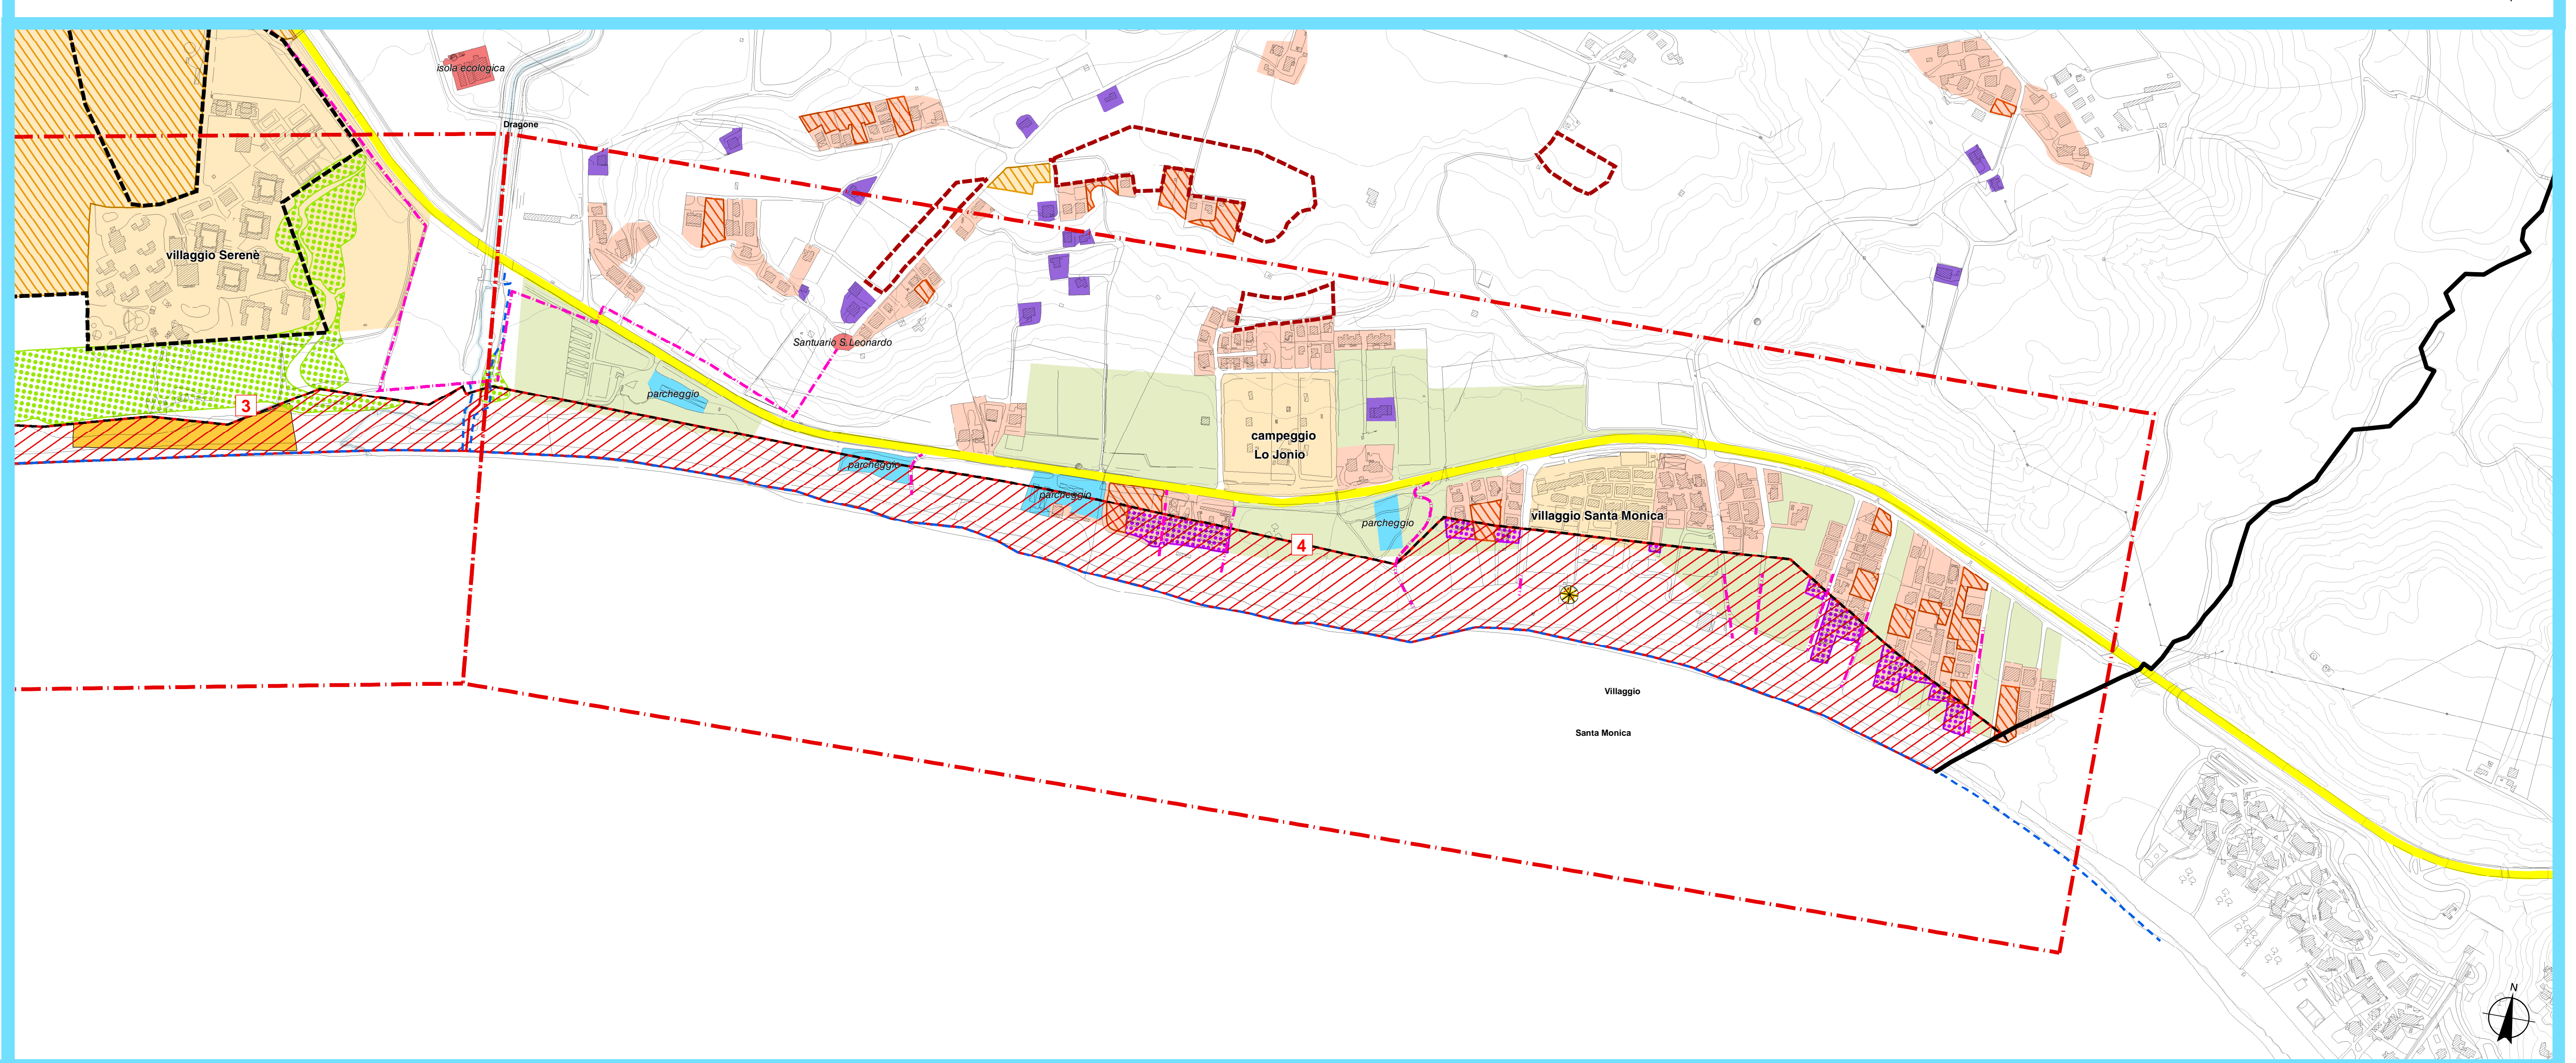 isola ecologica
Dragone
villaggio Serenè
Santuario S.Leonardo
parcheggio
3
campeggio
Lo Jonio
parcheggio
parcheggio
parcheggio
villaggio Santa Monica
4
Villaggio
Santa Monica
N